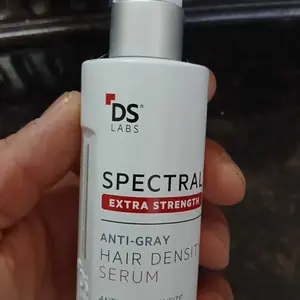 DS®
LABS
SPECTRAL
EXTRA STRENGTH
ANTI-GRAY
HAIR DENSIT
SERUM